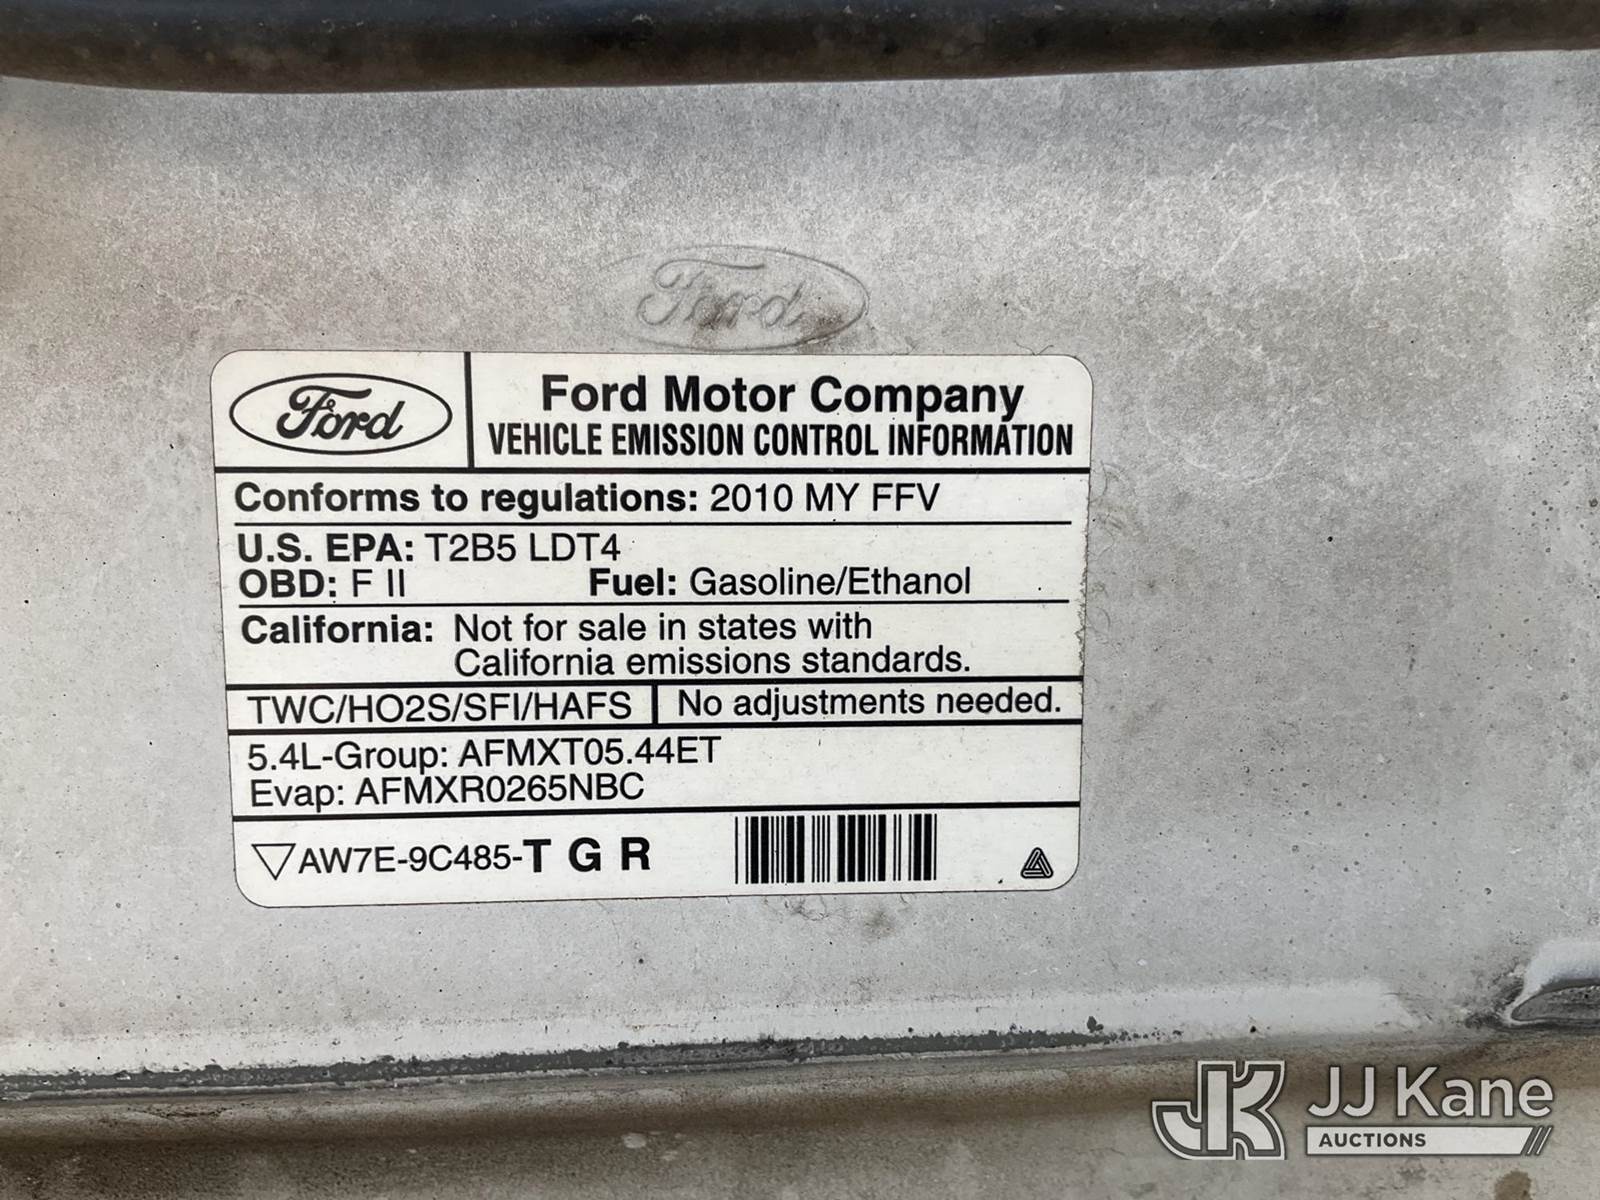 Ford
Ford
Ford Motor Company
VEHICLE EMISSION CONTROL INFORMATION
Conforms to regulations: 2010 MY FFV
U.S. EPA: T2B5 LDT4
OBD: F II Fuel: Gasoline/Ethanol
California: Not for sale in states with
California emissions standards.
TWC/HO2S/SFI/HAFS No adjustments needed.
5.4L-Group: AFMXT05.44ET
Evap: AFMXR0265NBC
AW7E-9C485-T G R
JK JJ Kane
AUCTIONS